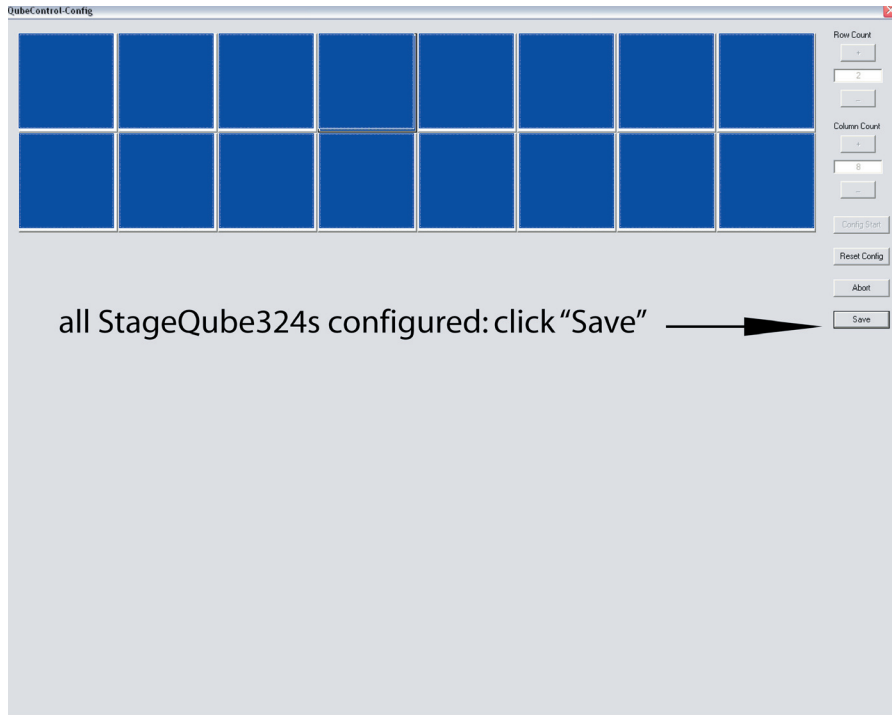 QubeControl-Config
Row Count
+
2
...
Column Count
+
8
...
Config Start
Reset Config
Abort
Save
all StageQube324s configured: click “Save”